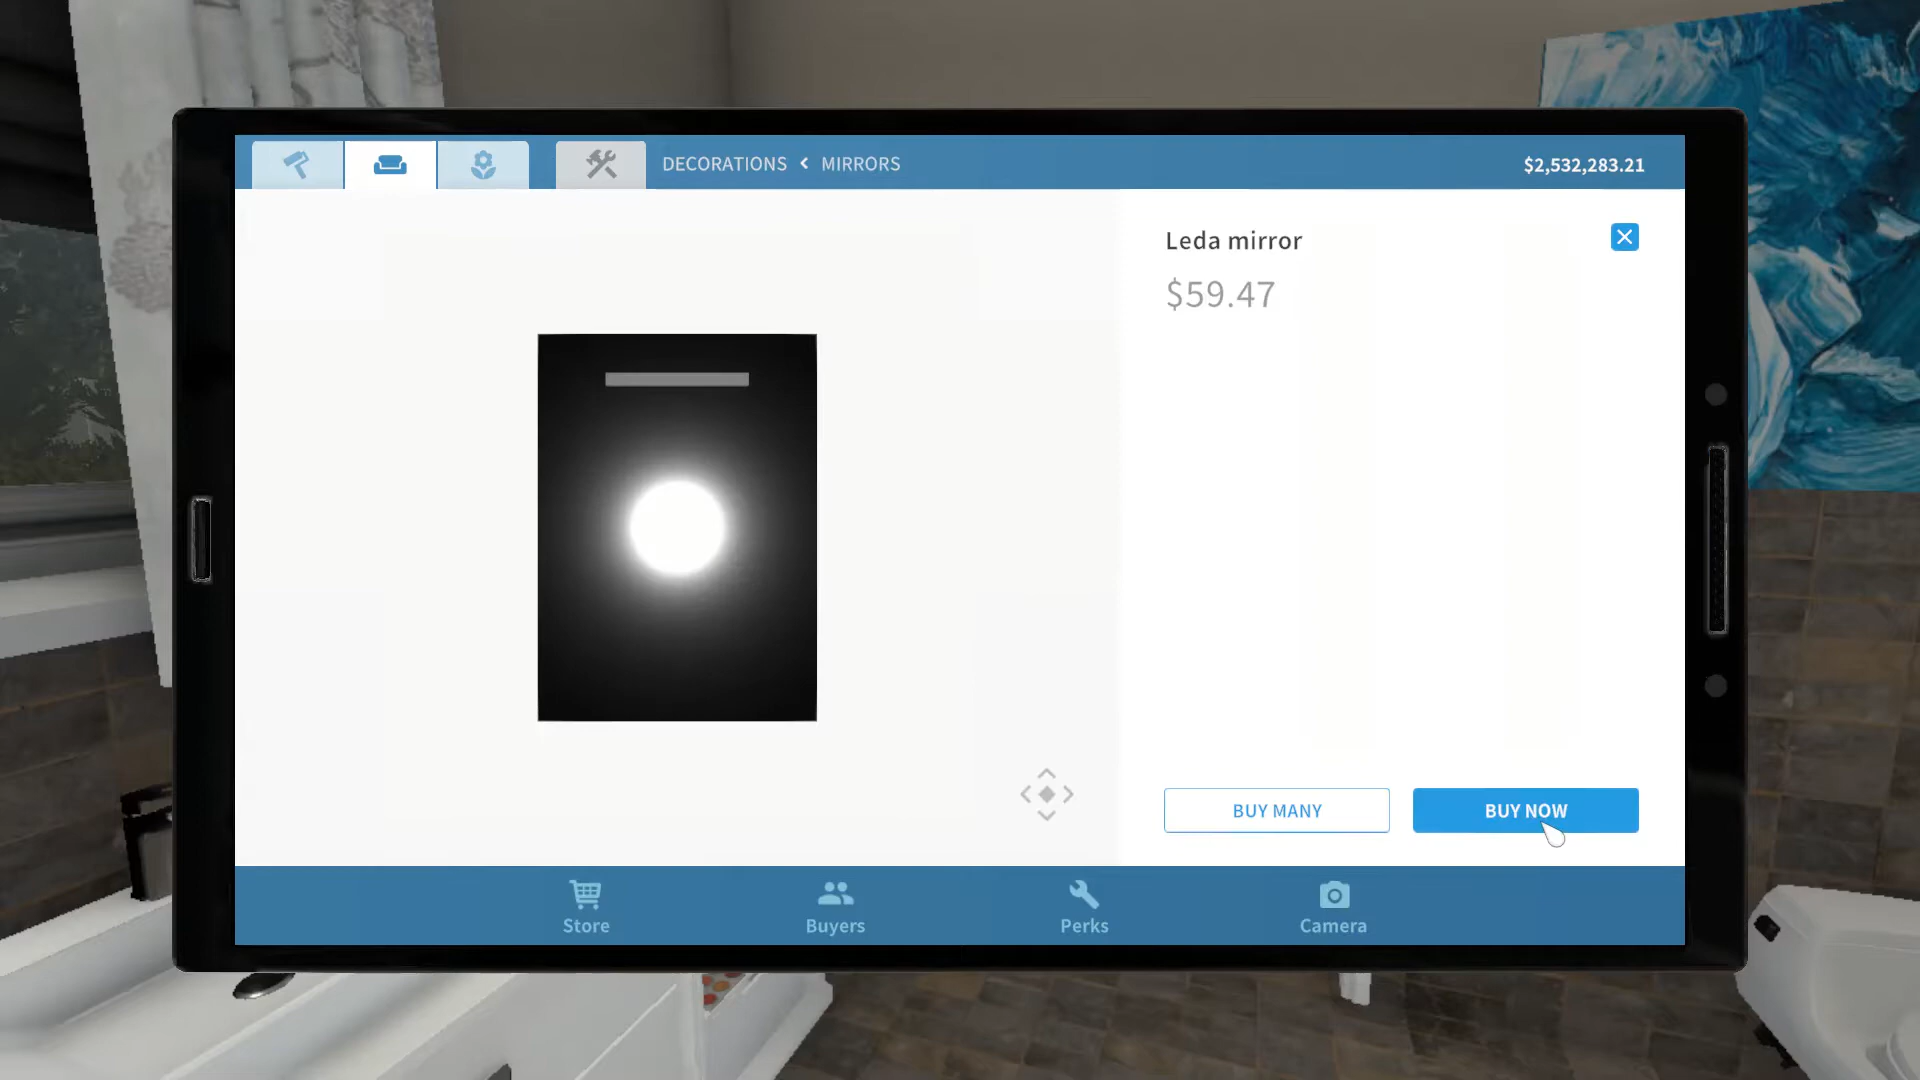 DECORATIONS < MIRRORS
$2,532,283.21
Leda mirror
$59.47
BUY MANY
BUY NOW
Store
Buyers
Perks
Camera